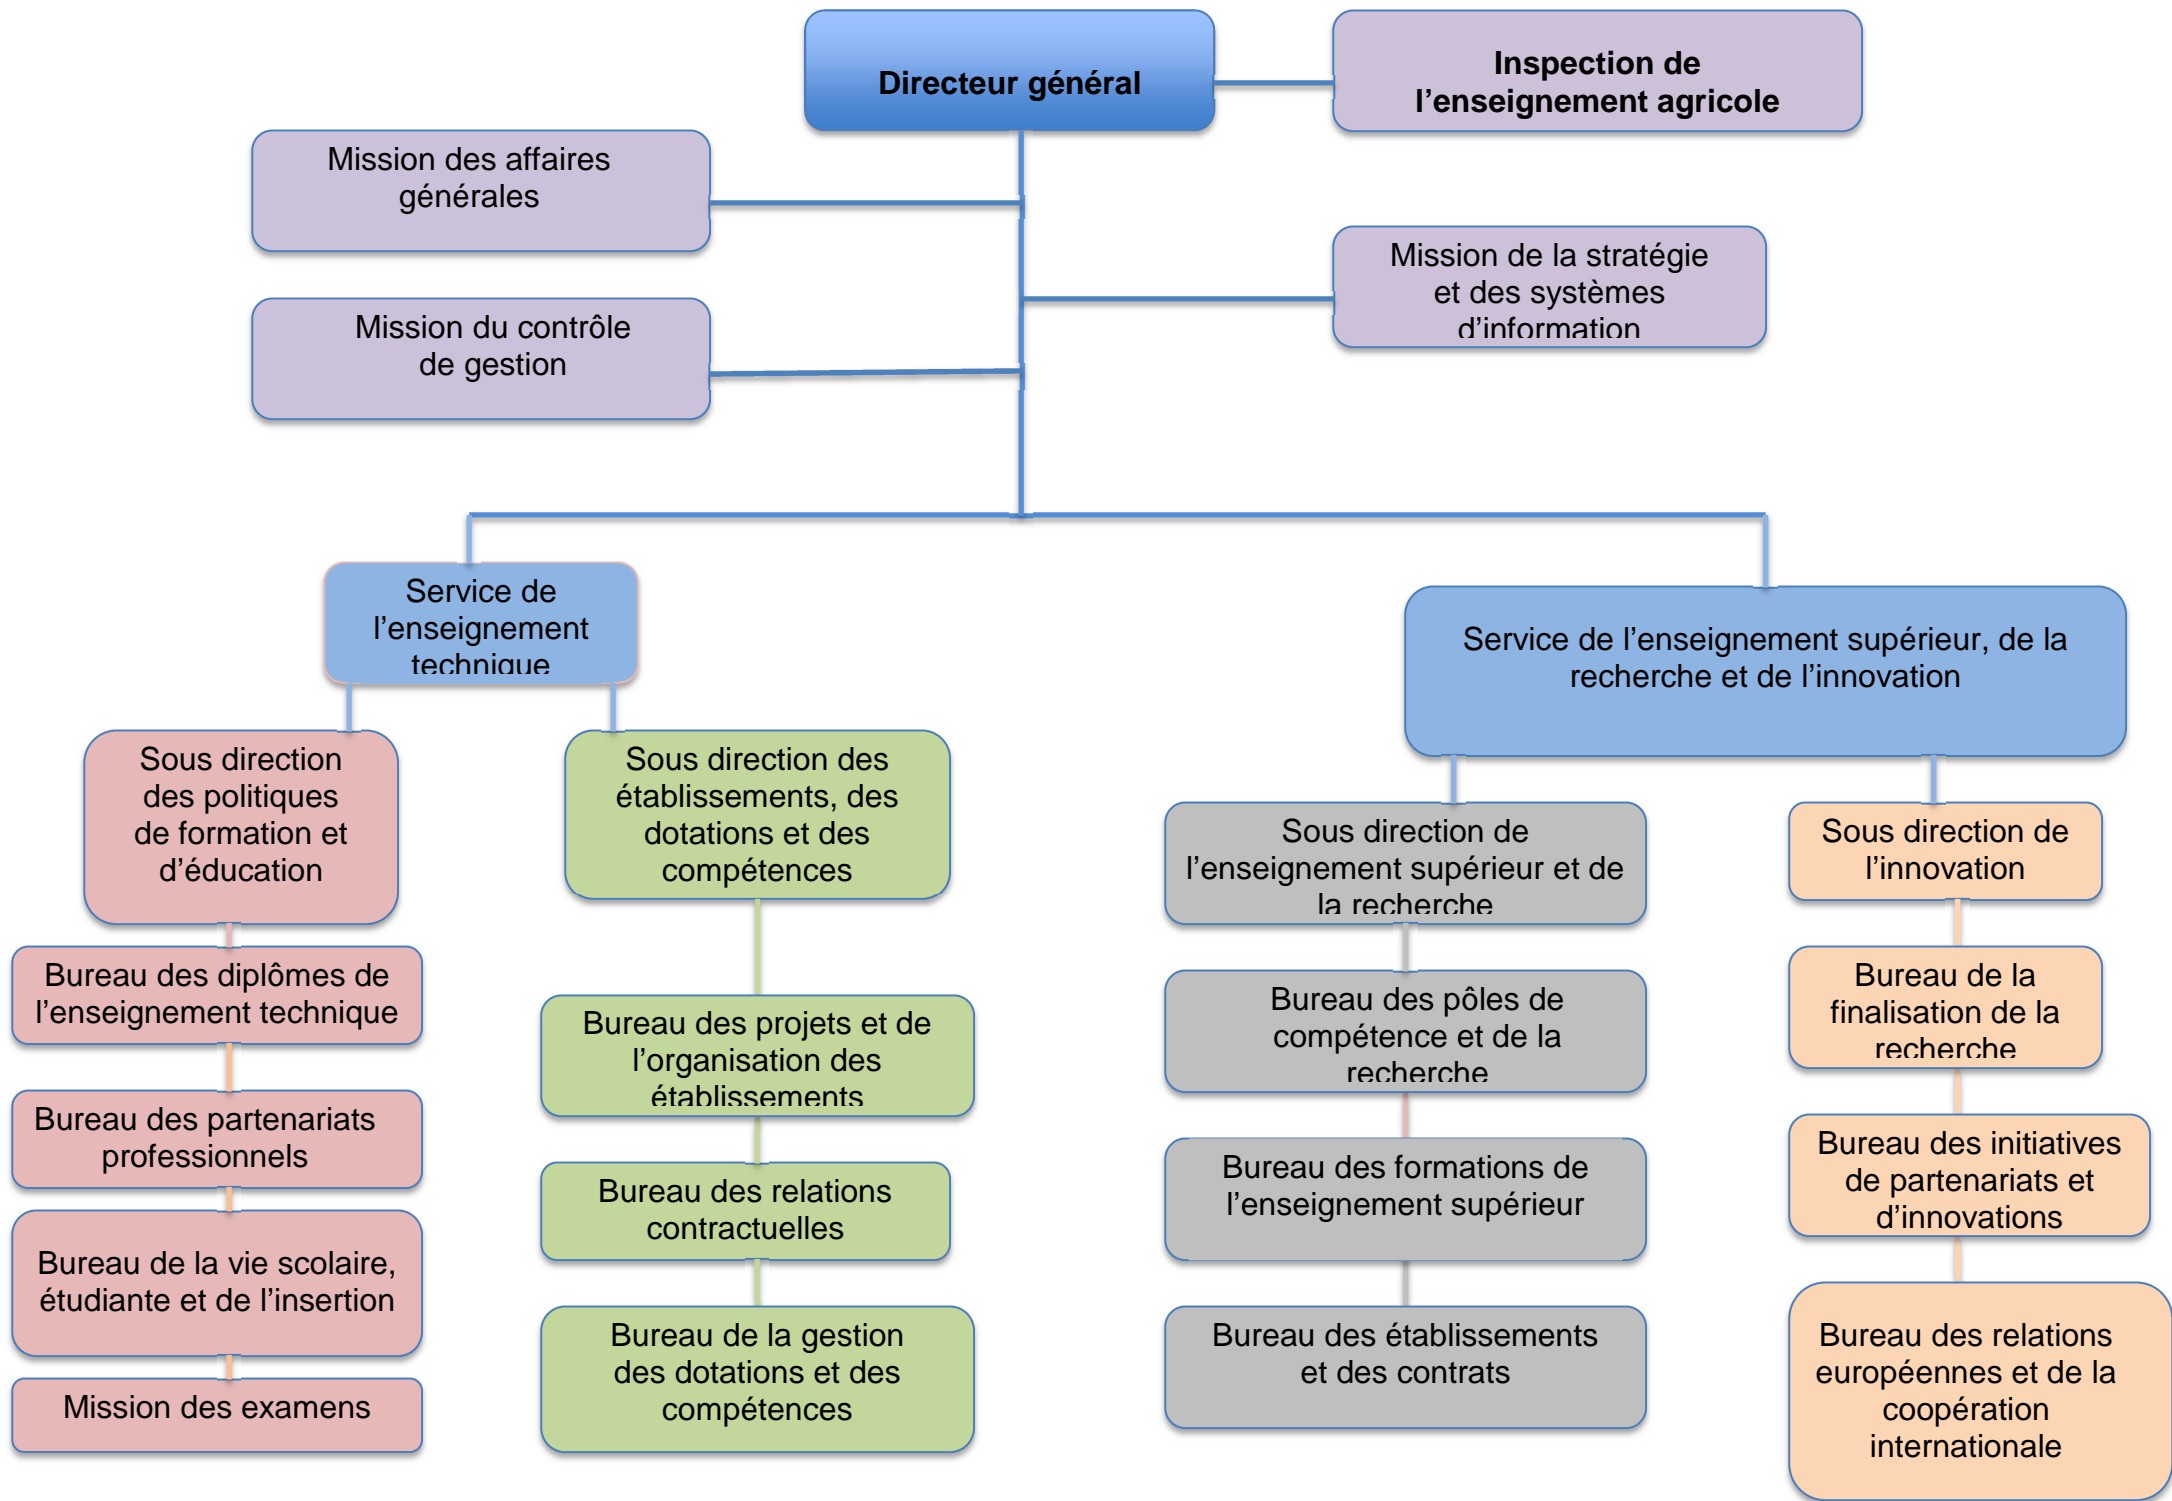 Directeur général
Inspection de
l’enseignement agricole
Mission des affaires
générales
Mission de la stratégie
et des systèmes
d’information
Mission du contrôle
de gestion
Service de
l’enseignement
technique
Service de l’enseignement supérieur, de la
recherche et de l’innovation
Sous direction
des politiques
de formation et
d’éducation
Sous direction des
établissements, des
dotations et des
compétences
Sous direction de
l’enseignement supérieur et de
la recherche
Sous direction de
l’innovation
Bureau des diplômes de
l’enseignement technique
Bureau des partenariats
professionnels
Bureau de la vie scolaire,
étudiante et de l’insertion
Mission des examens
Bureau des projets et de
l’organisation des
établissements
Bureau des relations
contractuelles
Bureau de la gestion
des dotations et des
compétences
Bureau des pôles de
compétence et de la
recherche
Bureau des formations de
l’enseignement supérieur
Bureau des établissements
et des contrats
Bureau de la
finalisation de la
recherche
Bureau des initiatives
de partenariats et
d’innovations
Bureau des relations
européennes et de la
coopération
internationale